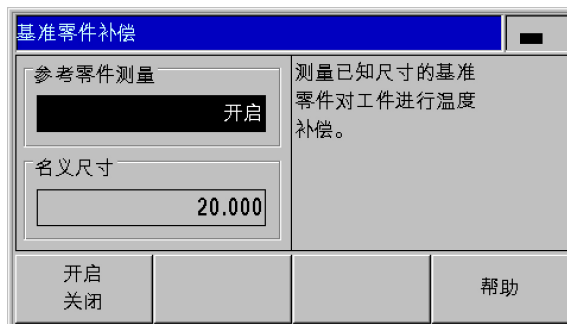 基准零件补偿
参考零件测量
开启
名义尺寸
20.000
测量已知尺寸的基准
零件对工件进行温度
补偿。
开启
关闭
帮助